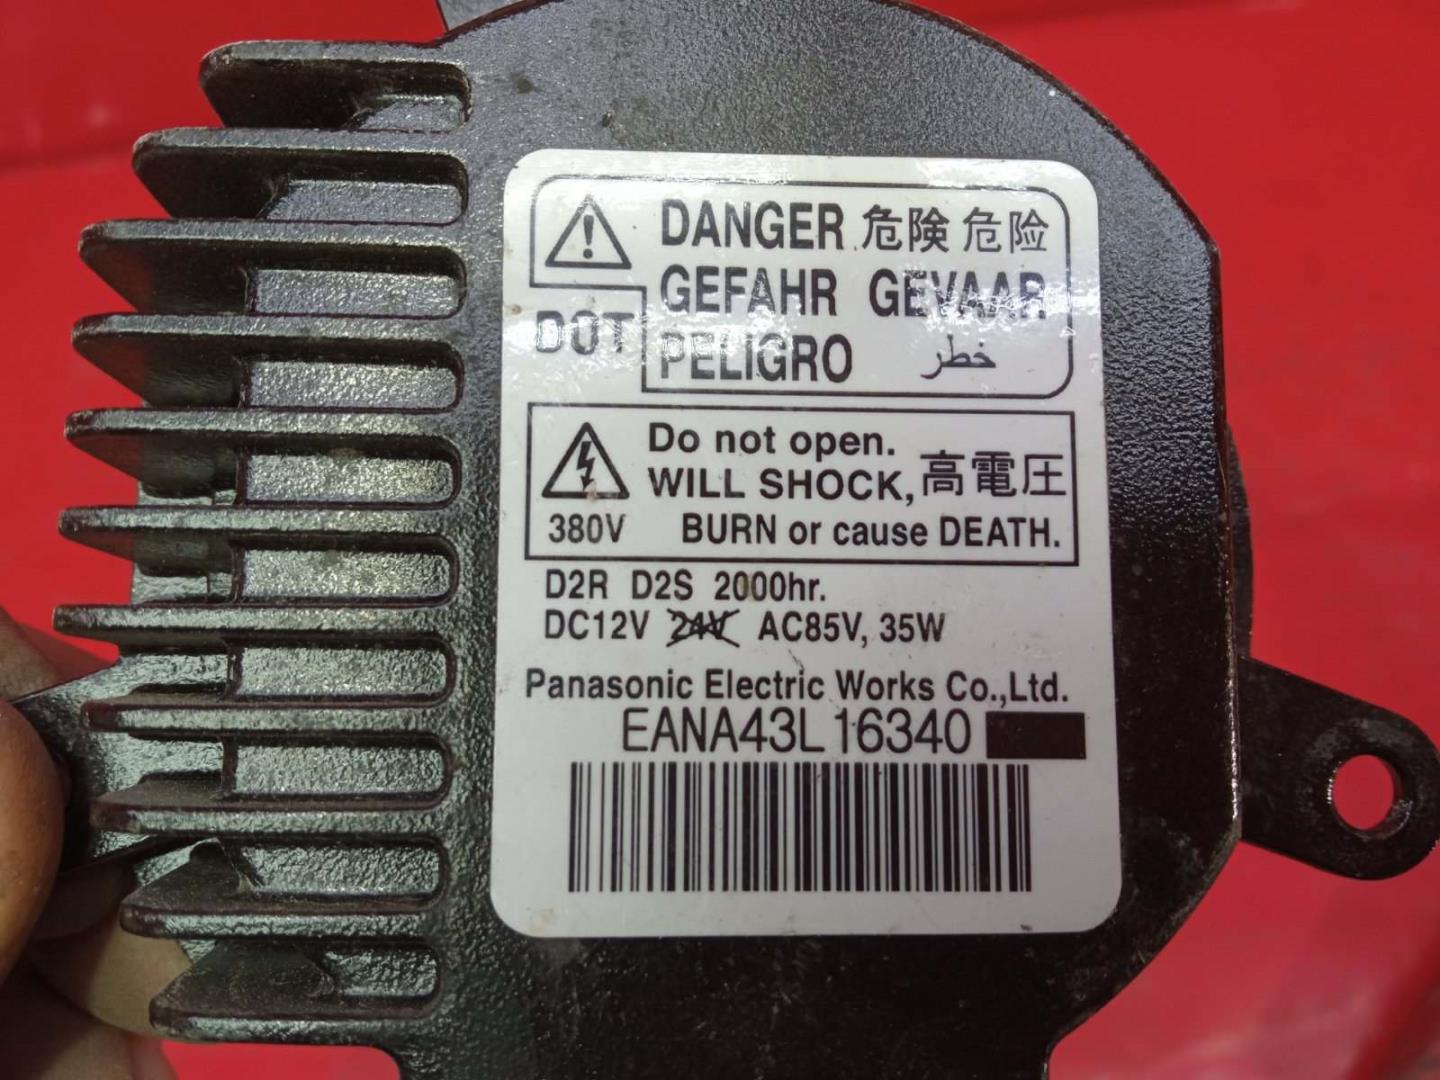 DANGER 危険 危险
GEFAHR GEVAAR
DOT PELIGRO خطر
Do not open.
WILL SHOCK, 高電圧
380V BURN or cause DEATH.
D2R D2S 2000hr.
DC12V 24V AC85V, 35W
Panasonic Electric Works Co.,Ltd.
EANA43L16340